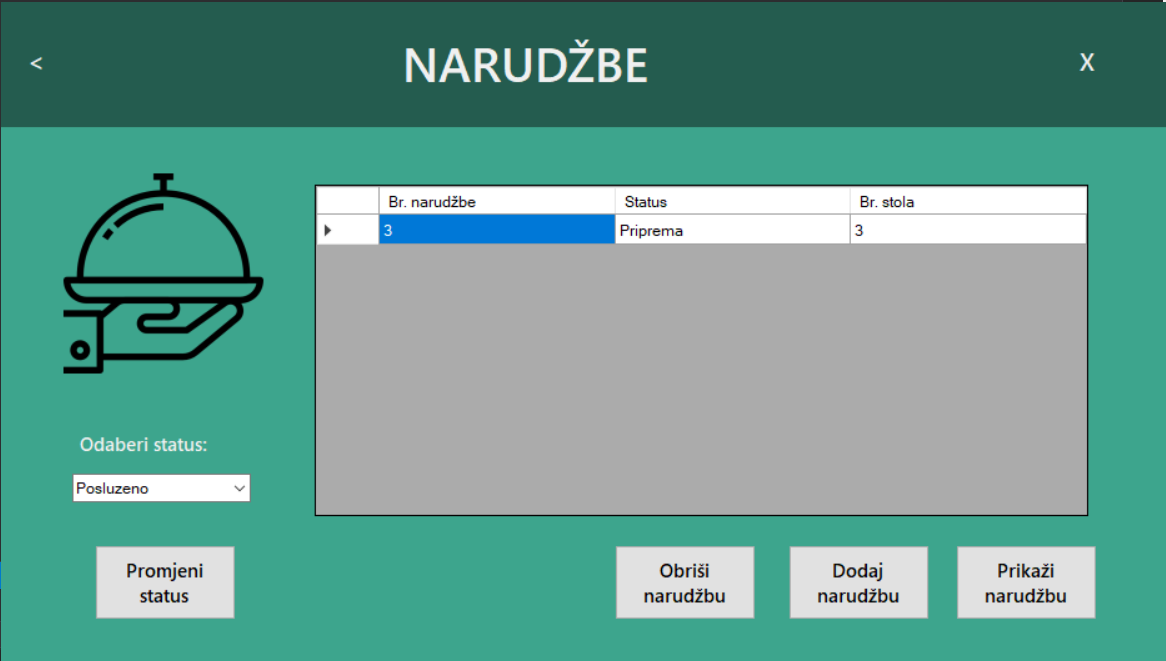 <
NARUDŽBE
X
Br. narudžbe Status Br. stola
3 Priprema 3
Odaberi status:
Posluzeno
Promjeni
status
Obriši
narudžbu
Dodaj
narudžbu
Prikaži
narudžbu